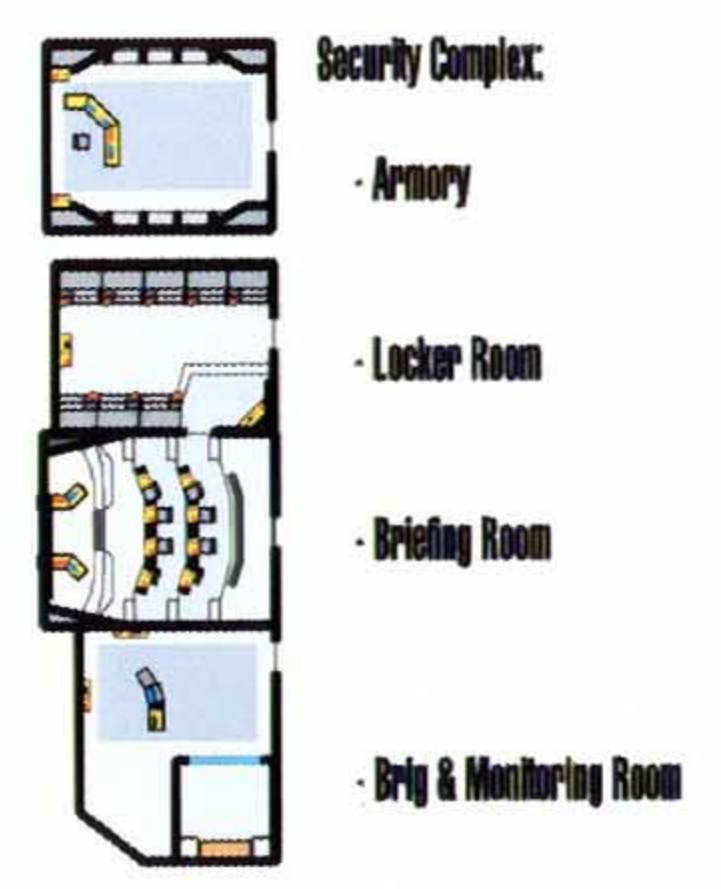 Security Complex:
- Armory
- Locker Room
- Briefing Room
- Brig & Monitoring Room